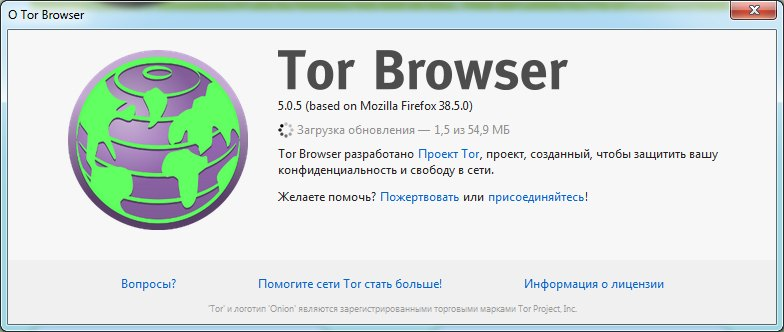 О Tor Browser
Tor Browser
5.0.5 (based on Mozilla Firefox 38.5.0)
Загрузка обновления — 1,5 из 54,9 МБ
Tor Browser разработано Проект Tor, проект, созданный, чтобы защитить вашу
конфиденциальность и свободу в сети.
Желаете помочь? Пожертвовать или присоединяйтесь!
Вопросы? Помогите сети Tor стать больше! Информация о лицензии
'Tor' и логотип 'Onion' являются зарегистрированными торговыми марками Tor Project, Inc.